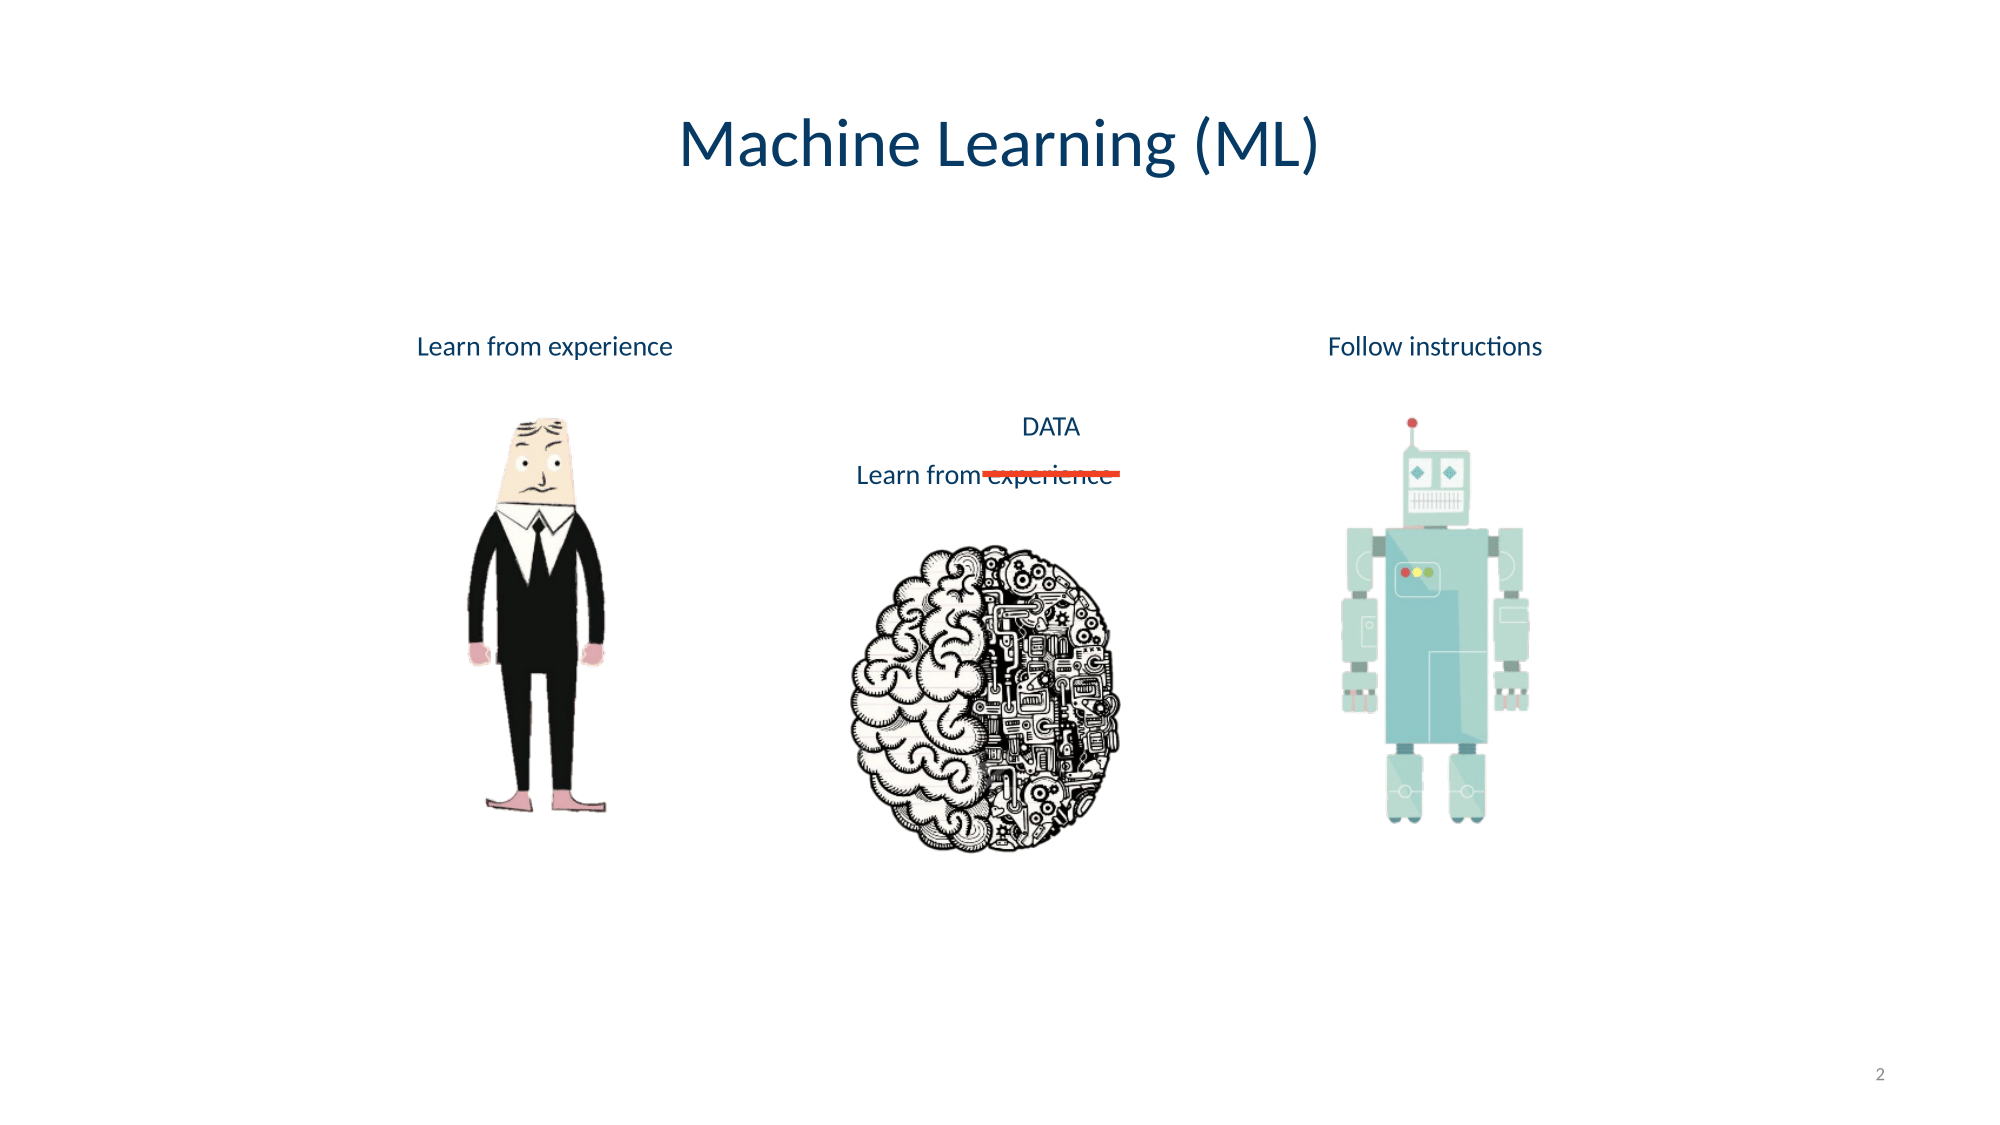 Machine Learning (ML)
Learn from experience
Follow instructions
DATA
Learn from experience
2